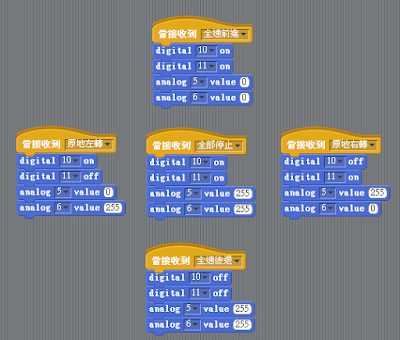 當接收到 全速前進
digital 10 on
digital 11 on
analog 5 value 0
analog 6 value 0
當接收到 原地左轉
digital 10 on
digital 11 off
analog 5 value 0
analog 6 value 255
當接收到 全部停止
digital 10 on
digital 11 on
analog 5 value 255
analog 6 value 255
當接收到 原地右轉
digital 10 off
digital 11 on
analog 5 value 255
analog 6 value 0
當接收到 全速後退
digital 10 off
digital 11 off
analog 5 value 255
analog 6 value 255